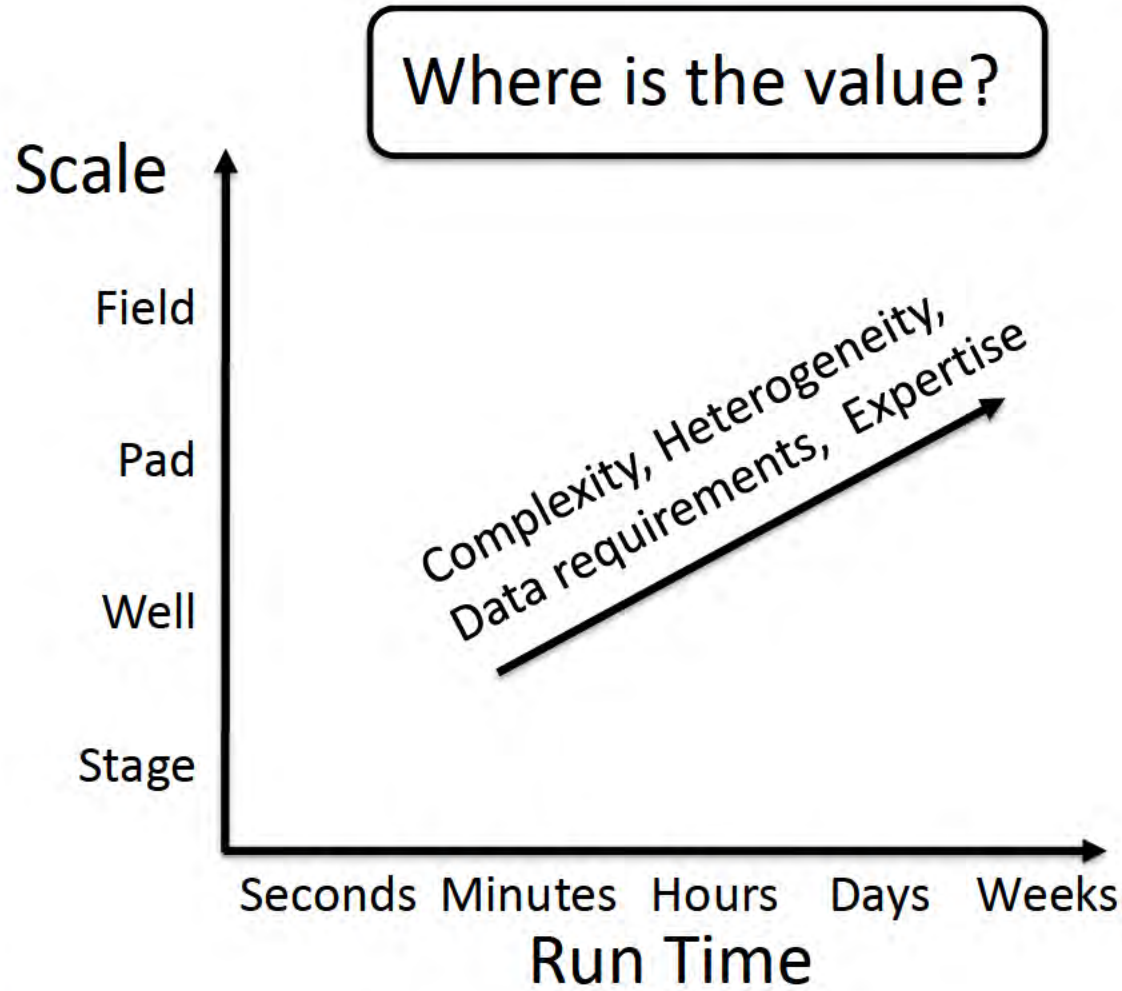 Where is the value?
Scale
Field
Pad
Well
Stage
Complexity, Heterogeneity,
Data requirements, Expertise
Seconds Minutes Hours Days Weeks
Run Time